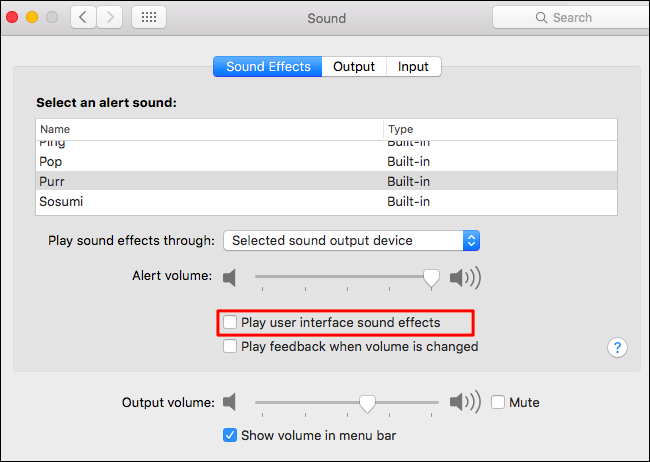 Sound
Search
Sound Effects Output Input
Select an alert sound:
Name Type
Ping Built-in
Pop Built-in
Purr Built-in
Sosumi Built-in
Play sound effects through: Selected sound output device
Alert volume:
Play user interface sound effects
Play feedback when volume is changed
?
Output volume: Mute
Show volume in menu bar